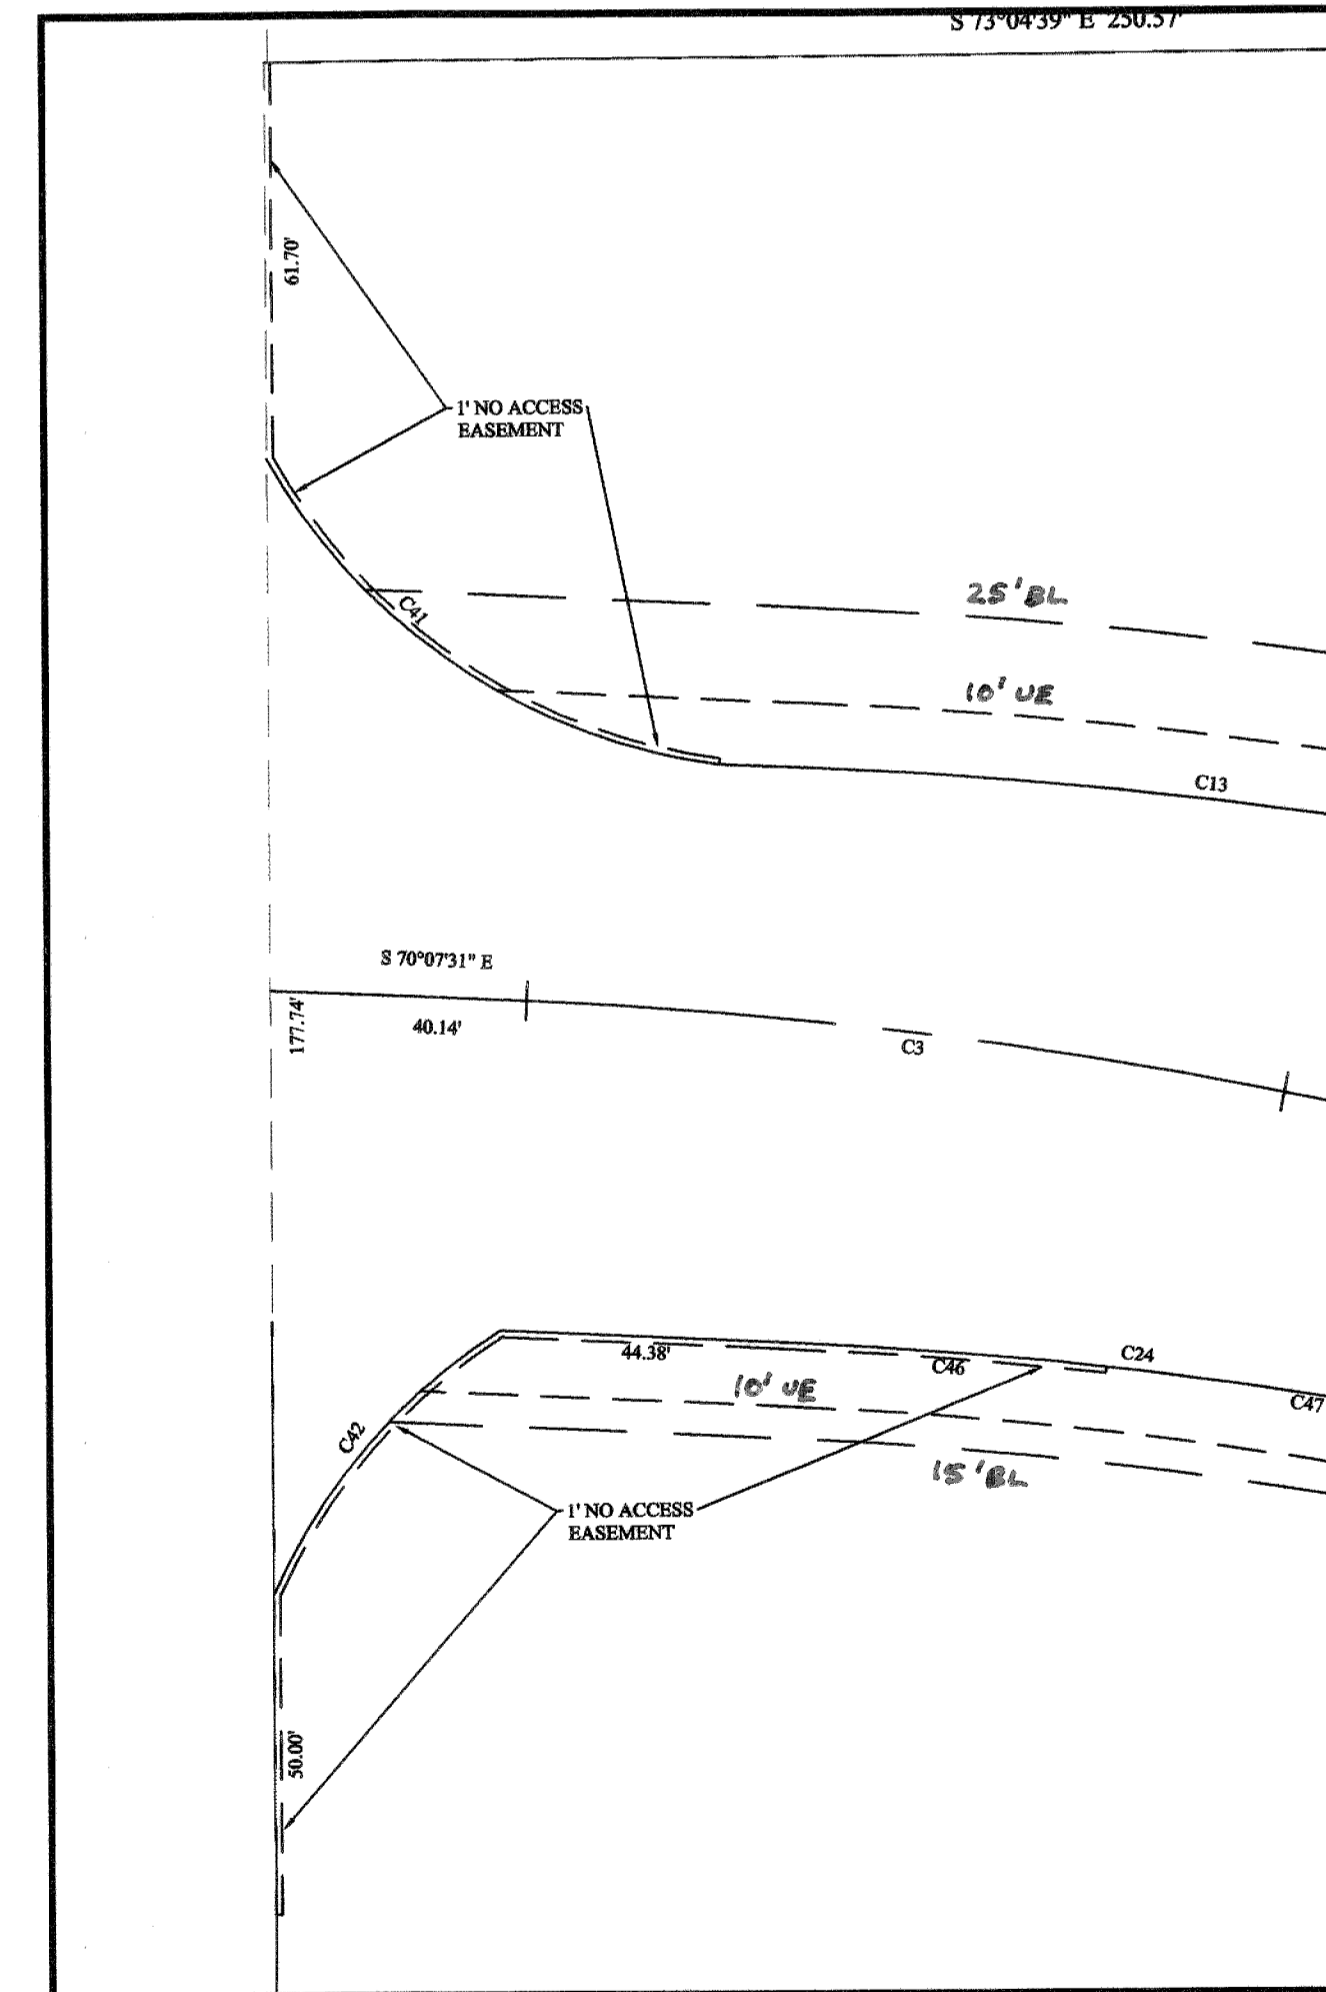 S 73°04'39" E 250.57'
61.70'
1' NO ACCESS
EASEMENT
25' BL
C41
10' UE
C13
S 70°07'31" E
177.74'
40.14'
C3
44.38'
C46
C24
10' UE
C47
C42
15' BL
1' NO ACCESS
EASEMENT
50.00'